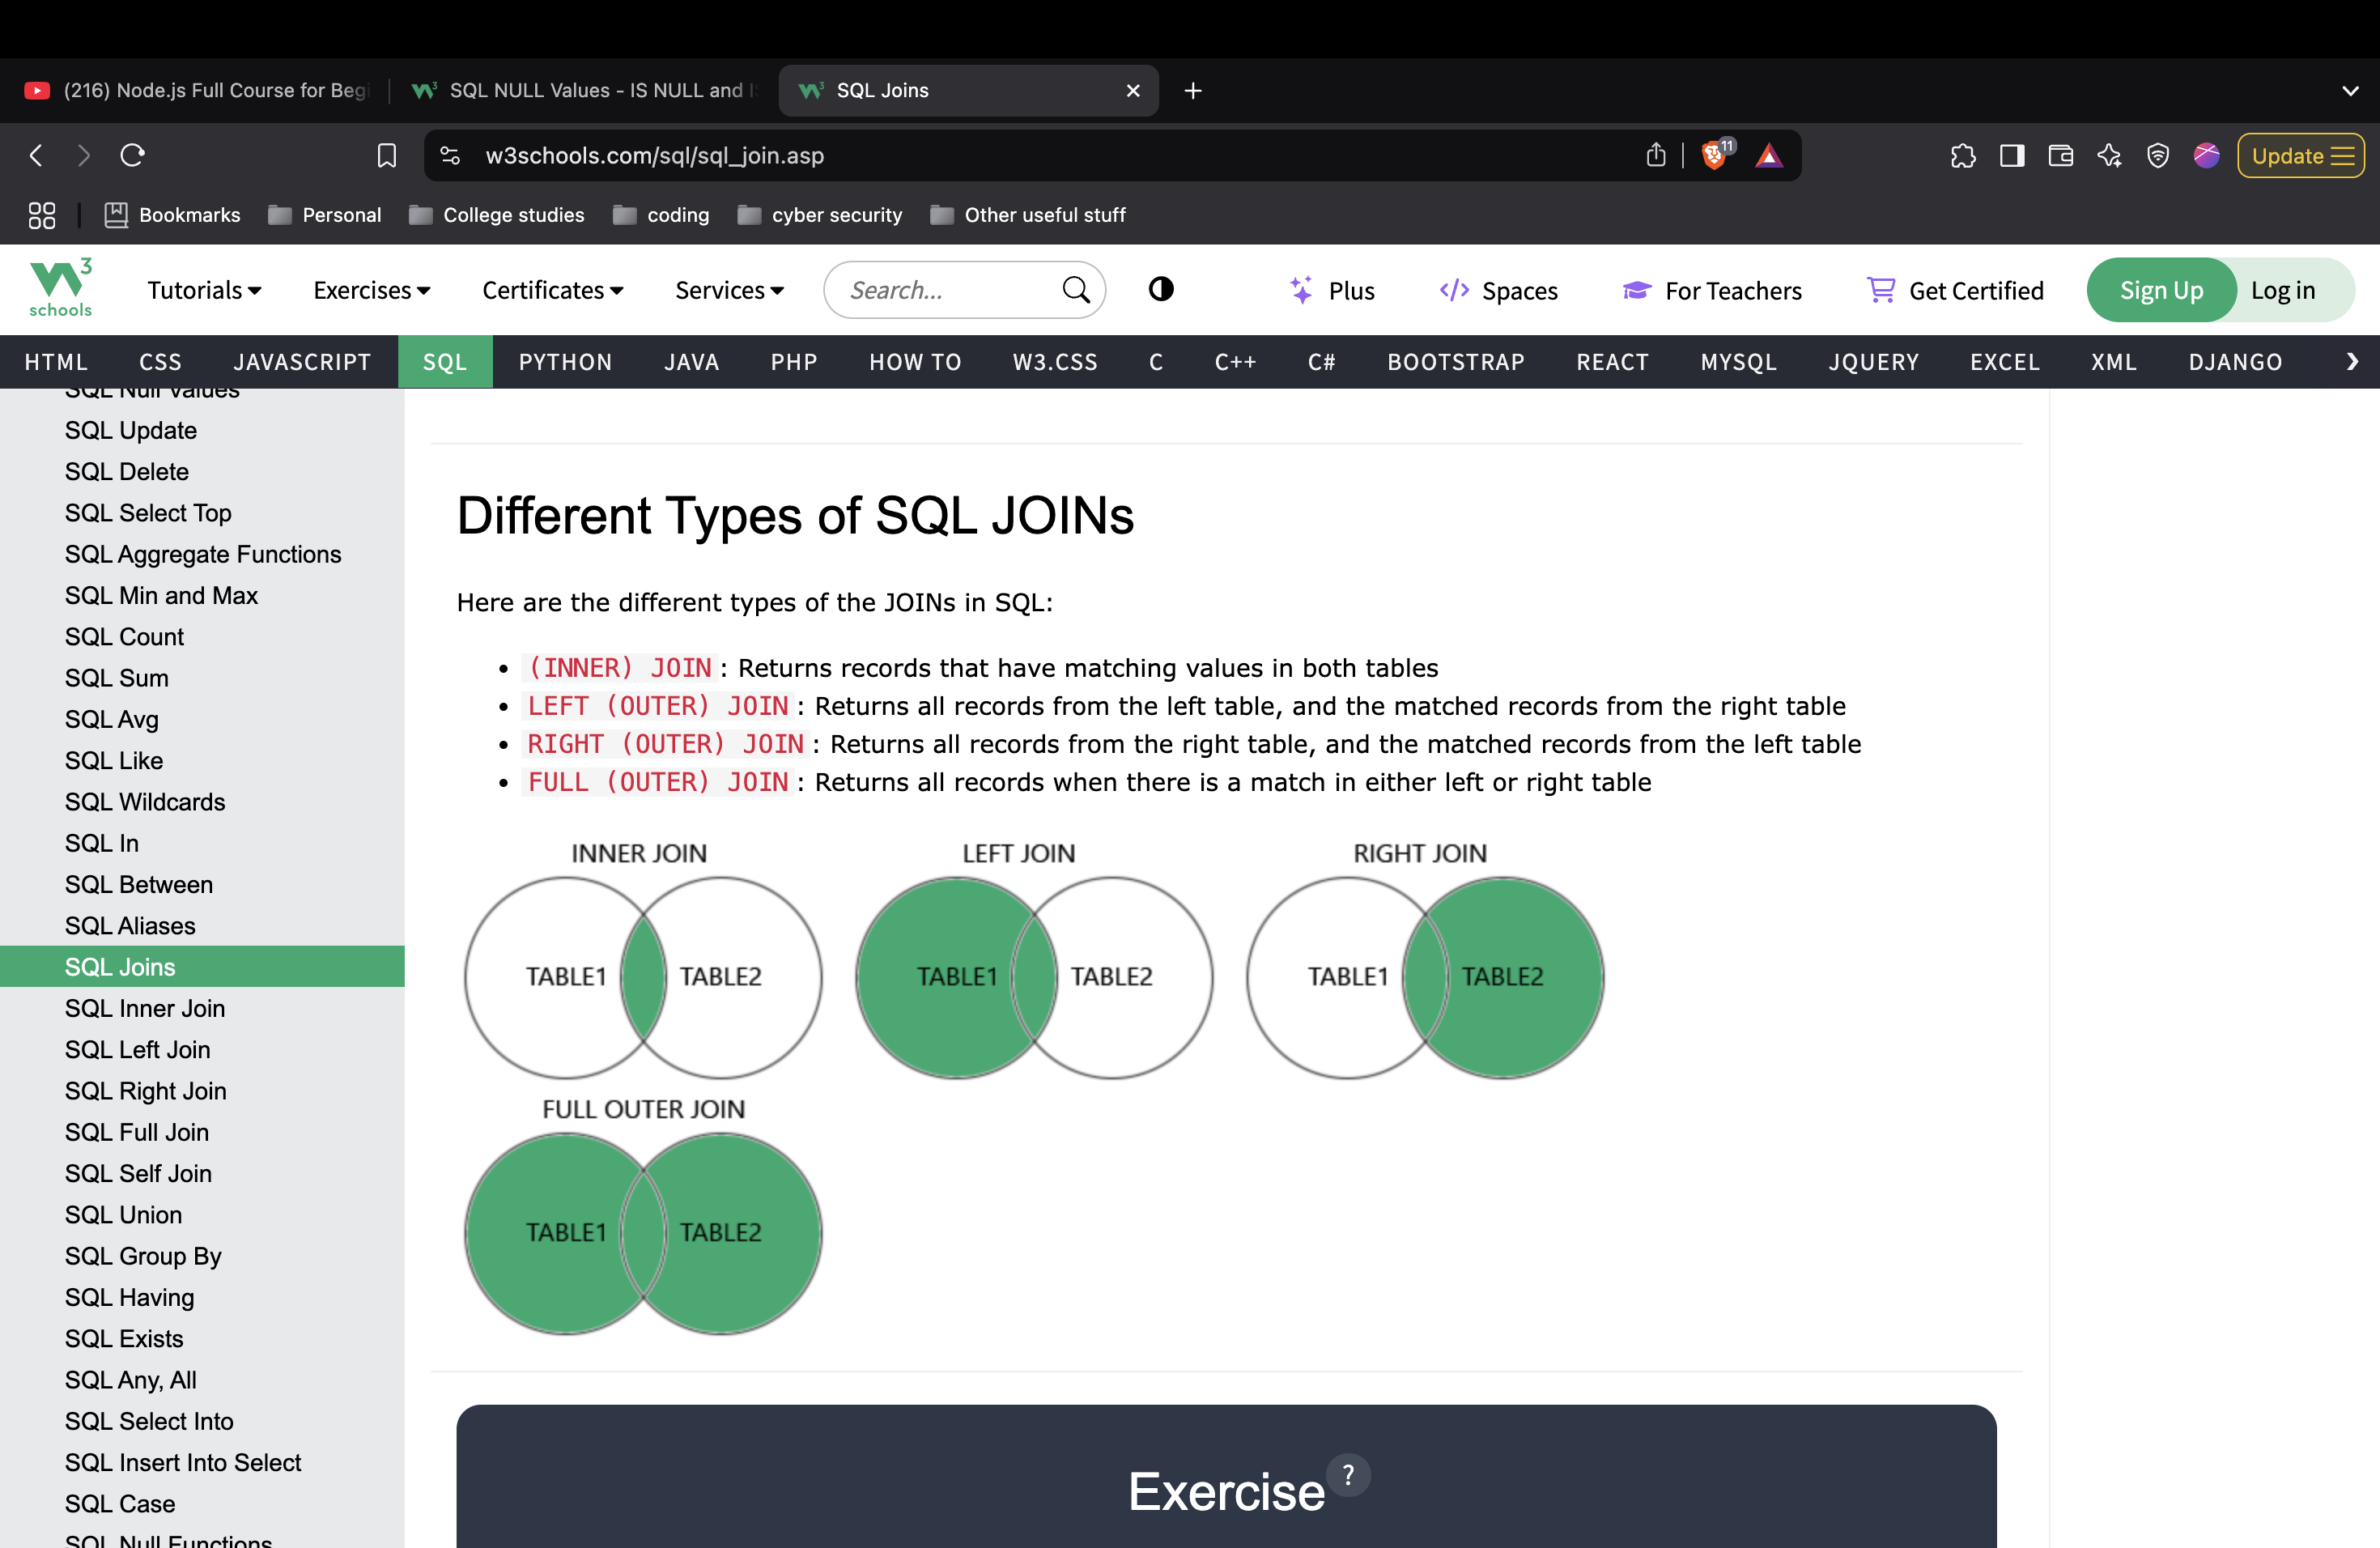 (216) Node.js Full Course for Begi
SQL NULL Values - IS NULL and IS
SQL Joins
w3schools.com/sql/sql_join.asp
11
Update
Bookmarks
Personal
College studies
coding
cyber security
Other useful stuff
W3 schools
Tutorials
Exercises
Certificates
Services
Search...
Plus
Spaces
For Teachers
Get Certified
Sign Up
Log in
HTML
CSS
JAVASCRIPT
SQL
PYTHON
JAVA
PHP
HOW TO
W3.CSS
C
C++
C#
BOOTSTRAP
REACT
MYSQL
JQUERY
EXCEL
XML
DJANGO
SQL Null Values
SQL Update
SQL Delete
SQL Select Top
SQL Aggregate Functions
SQL Min and Max
SQL Count
SQL Sum
SQL Avg
SQL Like
SQL Wildcards
SQL In
SQL Between
SQL Aliases
SQL Joins
SQL Inner Join
SQL Left Join
SQL Right Join
SQL Full Join
SQL Self Join
SQL Union
SQL Group By
SQL Having
SQL Exists
SQL Any, All
SQL Select Into
SQL Insert Into Select
SQL Case
SQL Null Functions
Different Types of SQL JOINs
Here are the different types of the JOINs in SQL:
• (INNER) JOIN: Returns records that have matching values in both tables
• LEFT (OUTER) JOIN: Returns all records from the left table, and the matched records from the right table
• RIGHT (OUTER) JOIN: Returns all records from the right table, and the matched records from the left table
• FULL (OUTER) JOIN: Returns all records when there is a match in either left or right table
INNER JOIN
TABLE1
TABLE2
LEFT JOIN
TABLE1
TABLE2
RIGHT JOIN
TABLE1
TABLE2
FULL OUTER JOIN
TABLE1
TABLE2
Exercise
?